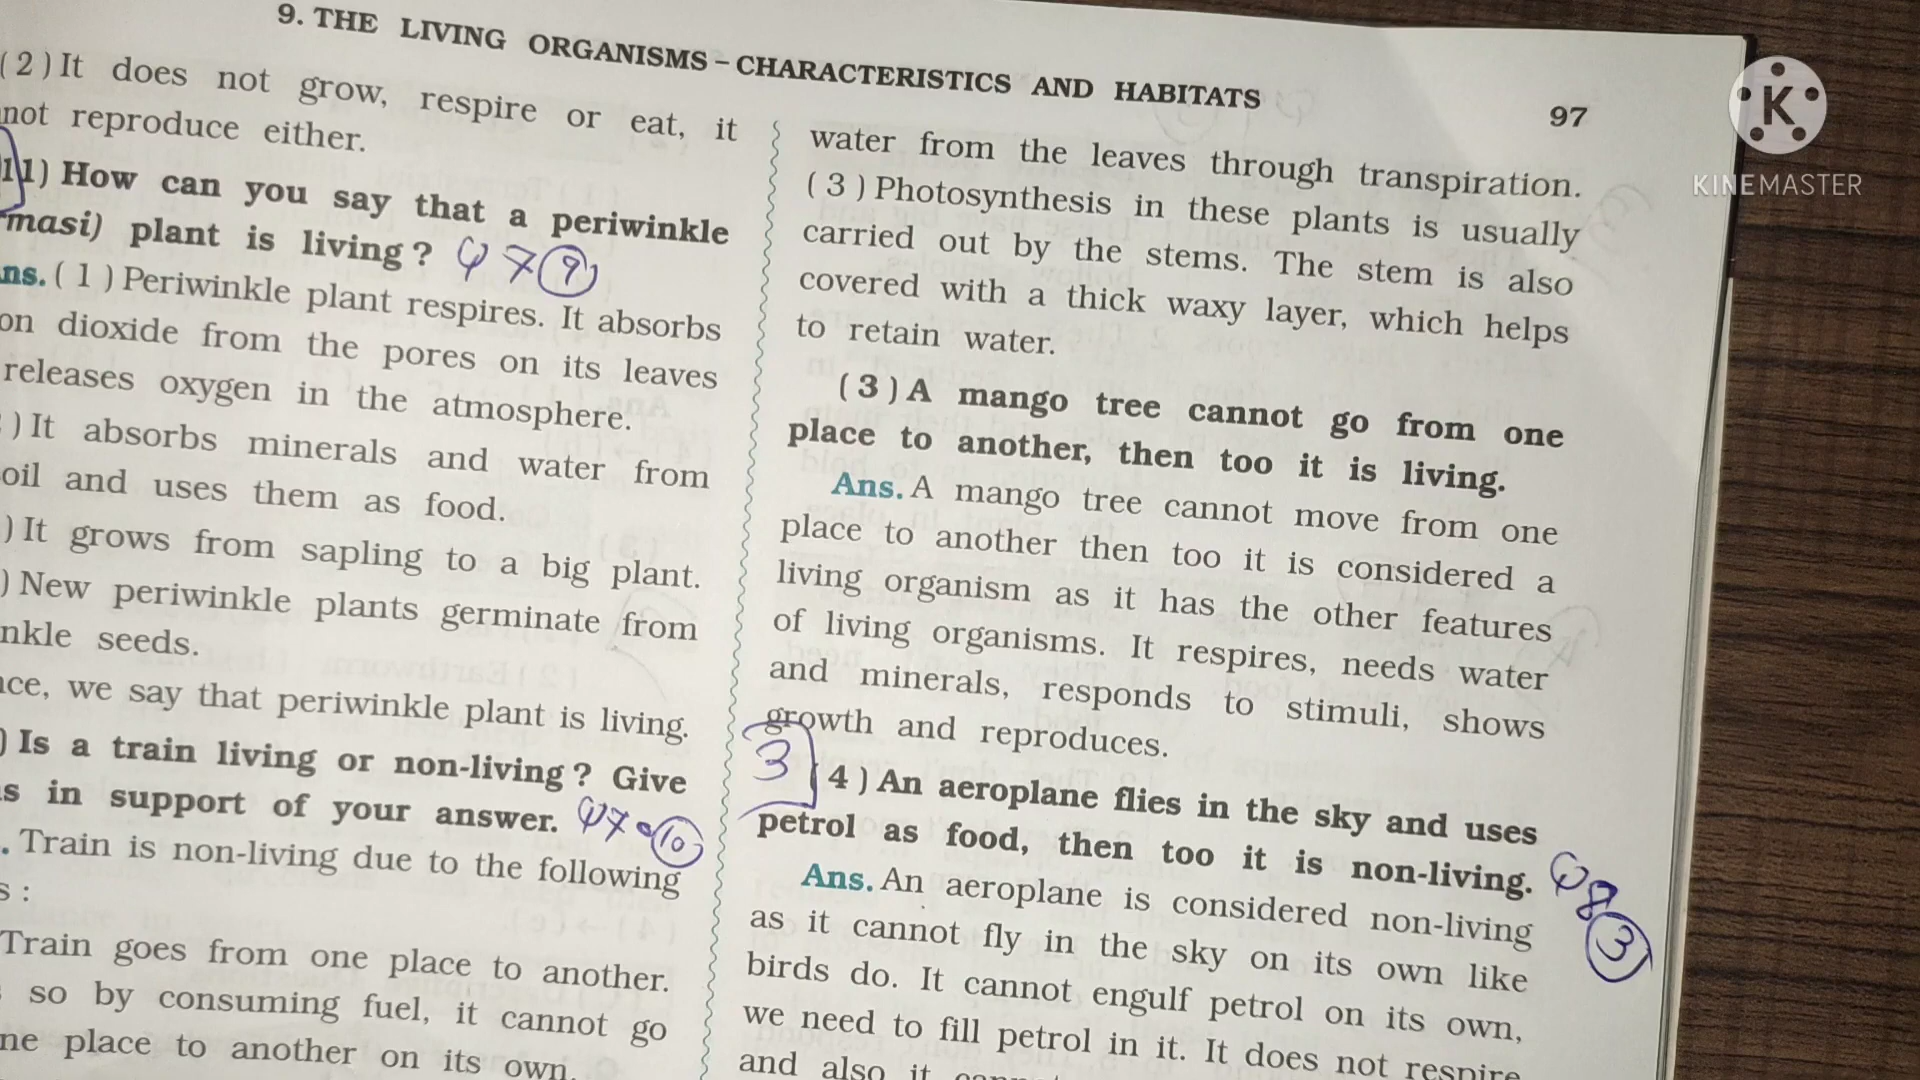 9. THE LIVING ORGANISMS – CHARACTERISTICS AND HABITATS
97
( 2 ) It does not grow, respire or eat, it
not reproduce either.
11) How can you say that a periwinkle
masi) plant is living ?
Q 7 9
ns. ( 1 ) Periwinkle plant respires. It absorbs
on dioxide from the pores on its leaves
releases oxygen in the atmosphere.
) It absorbs minerals and water from
oil and uses them as food.
) It grows from sapling to a big plant.
) New periwinkle plants germinate from
nkle seeds.
nce, we say that periwinkle plant is living.
) Is a train living or non-living ? Give
s in support of your answer.
Q7 10
. Train is non-living due to the following
s :
Train goes from one place to another.
so by consuming fuel, it cannot go
ne place to another on its own.
water from the leaves through transpiration.
( 3 ) Photosynthesis in these plants is usually
carried out by the stems. The stem is also
covered with a thick waxy layer, which helps
to retain water.
( 3 ) A mango tree cannot go from one
place to another, then too it is living.
Ans. A mango tree cannot move from one
place to another then too it is considered a
living organism as it has the other features
of living organisms. It respires, needs water
and minerals, responds to stimuli, shows
growth and reproduces.
3
( 4 ) An aeroplane flies in the sky and uses
petrol as food, then too it is non-living.
Q8 3
Ans. An aeroplane is considered non-living
as it cannot fly in the sky on its own like
birds do. It cannot engulf petrol on its own,
we need to fill petrol in it. It does not respire
and also it
K
KINEMASTER